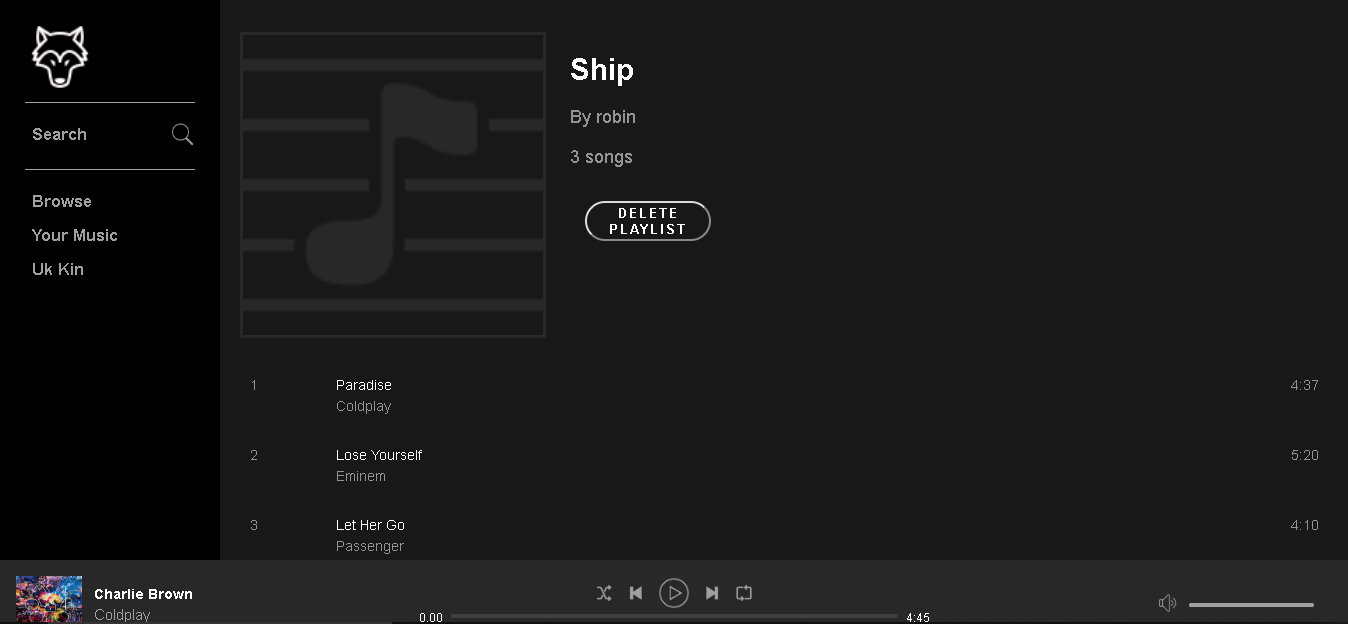 Search
Browse
Your Music
Uk Kin
Ship
By robin
3 songs
DELETE
PLAYLIST
1 Paradise 4:37
Coldplay
2 Lose Yourself 5:20
Eminem
3 Let Her Go 4:10
Passenger
Charlie Brown
Coldplay
0.00 4:45